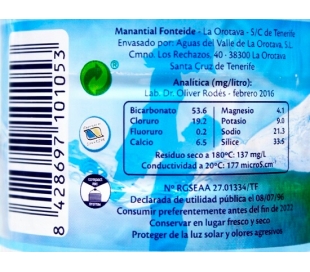 Manantial Fonteide - La Orotava - S/C de Tenerife
Envasado por: Aguas del Valle de La Orotava, S.L.
Cmno. Los Rechazos, 40 - 38300 La Orotava
Santa Cruz de Tenerife
Analítica (mg/litro):
Lab. Dr. Oliver Rodés - febrero 2016
Bicarbonato 53.6 Magnesio 4.1
Cloruro 19.2 Potasio 9.0
Fluoruro 0.2 Sodio 21.3
Calcio 6.5 Sílice 33.6
Residuo seco a 180ºC: 137 mg/L
Conductividad a 20ºC: 177 microS.cm
Nº RGSEAA 27.01334/TF
Declarada de utilidad pública el 08/07/96
Consumir preferentemente antes del fin de 2022
Conservar en lugar fresco y seco
Proteger de la luz solar y olores agresivos
8 428697 101053